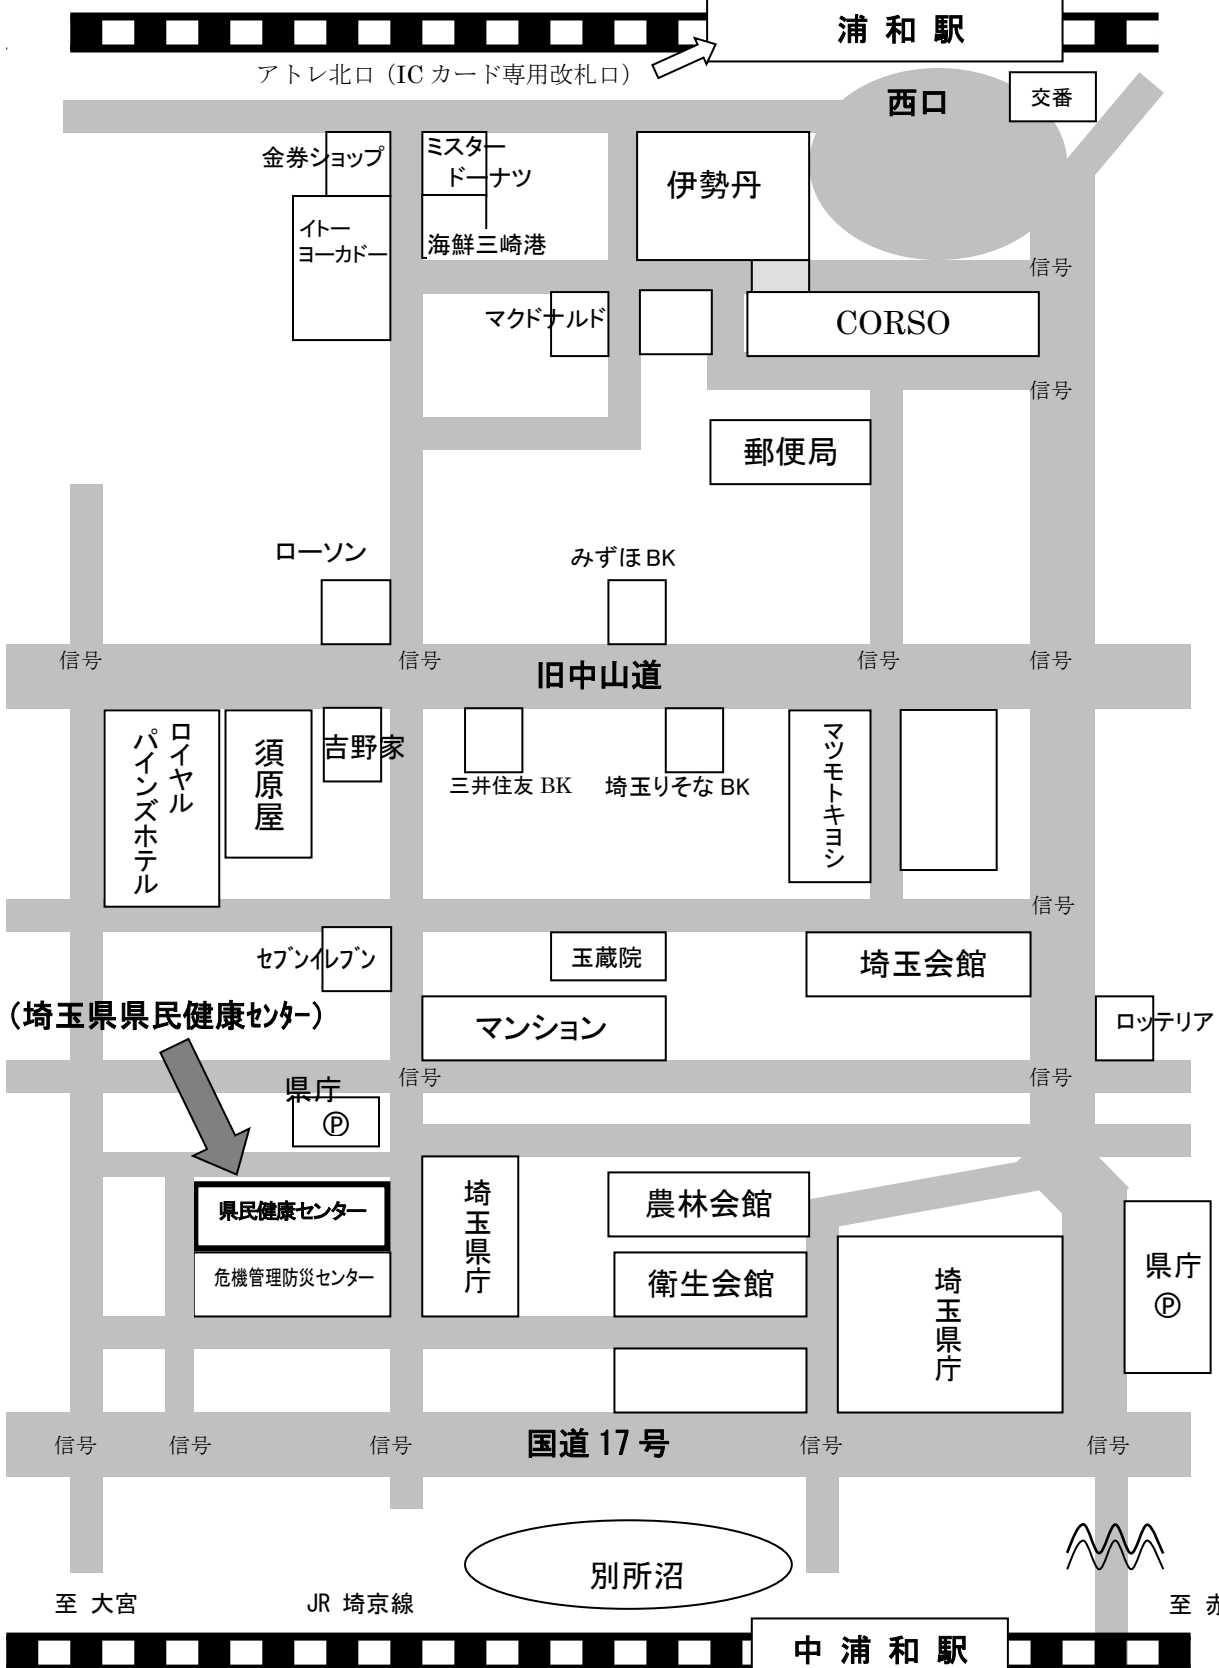 浦 和 駅
アトレ北口（IC カード専用改札口）
西口
交番
金券ショップ
ミスター
ドーナツ
伊勢丹
イトー
ヨーカドー
海鮮三崎港
信号
マクドナルド
CORSO
信号
郵便局
ローソン
みずほ BK
信号
信号
旧中山道
信号
信号
ロイヤル
パインズホテル
須原屋
吉野家
三井住友 BK
埼玉りそな BK
マツモトキヨシ
信号
セブンイレブン
玉蔵院
埼玉会館
（埼玉県県民健康センター）
マンション
ロッテリア
信号
信号
県庁
Ⓟ
県民健康センター
埼玉県庁
農林会館
危機管理防災センター
衛生会館
埼玉県庁
県庁
Ⓟ
信号
信号
信号
国道 17 号
信号
信号
別所沼
至 大宮
JR 埼京線
至 赤
中 浦 和 駅